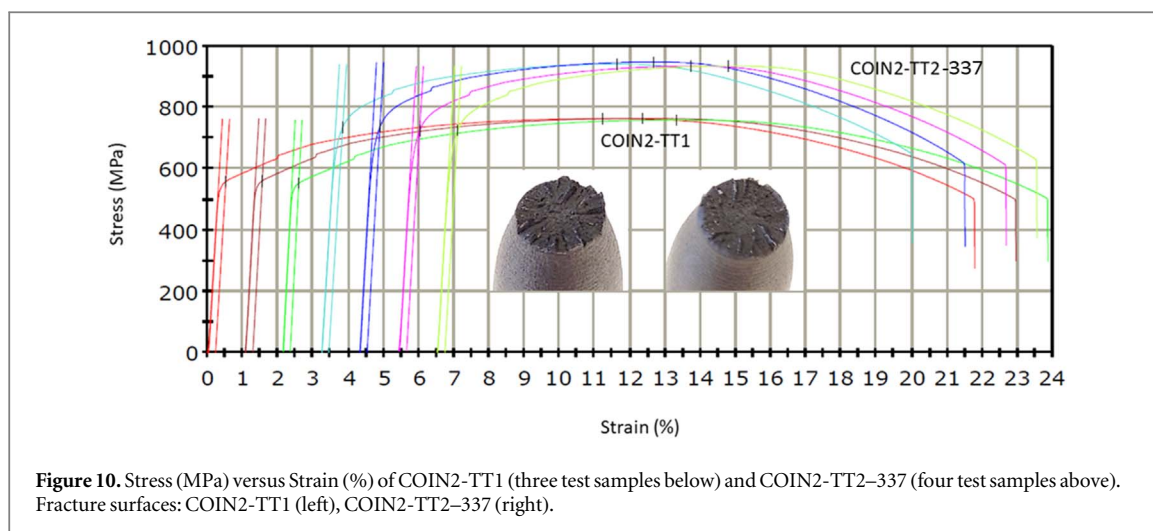 1000
800
600
400
200
0
Stress (MPa)
COIN2-TT2-337
COIN2-TT1
0 1 2 3 4 5 6 7 8 9 10 11 12 13 14 15 16 17 18 19 20 21 22 23 24
Strain (%)
Figure 10. Stress (MPa) versus Strain (%) of COIN2-TT1 (three test samples below) and COIN2-TT2–337 (four test samples above).
Fracture surfaces: COIN2-TT1 (left), COIN2-TT2–337 (right).